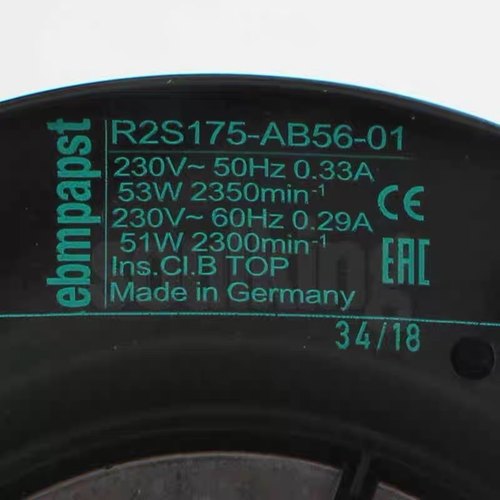 ebmpapst
R2S175-AB56-01
230V~ 50Hz 0.33A
53W 2350min-1
230V~ 60Hz 0.29A
51W 2300min-1
Ins.Cl.B TOP
Made in Germany
CE
EAC
34/18